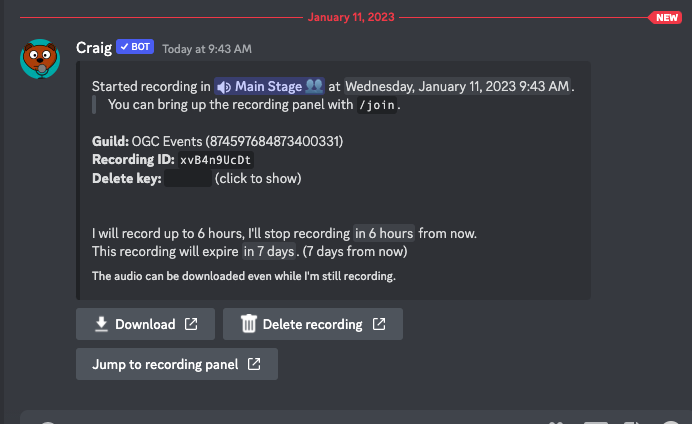 January 11, 2023
NEW
Craig ✓ BOT Today at 9:43 AM
Started recording in Main Stage 👥 at Wednesday, January 11, 2023 9:43 AM.
You can bring up the recording panel with /join.
Guild: OGC Events (874597684873400331)
Recording ID: xvB4n9UcDt
Delete key: (click to show)
I will record up to 6 hours, I'll stop recording in 6 hours from now.
This recording will expire in 7 days. (7 days from now)
The audio can be downloaded even while I'm still recording.
Download
Delete recording
Jump to recording panel